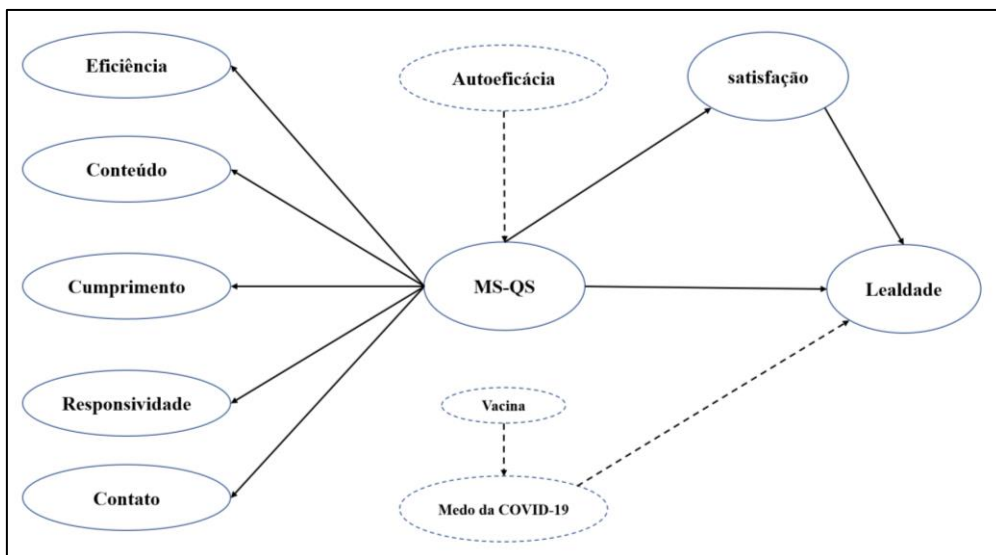 Eficiência
Conteúdo
Cumprimento
Responsividade
Contato
Autoeficácia
MS-QS
Vacina
Medo da COVID-19
satisfação
Lealdade